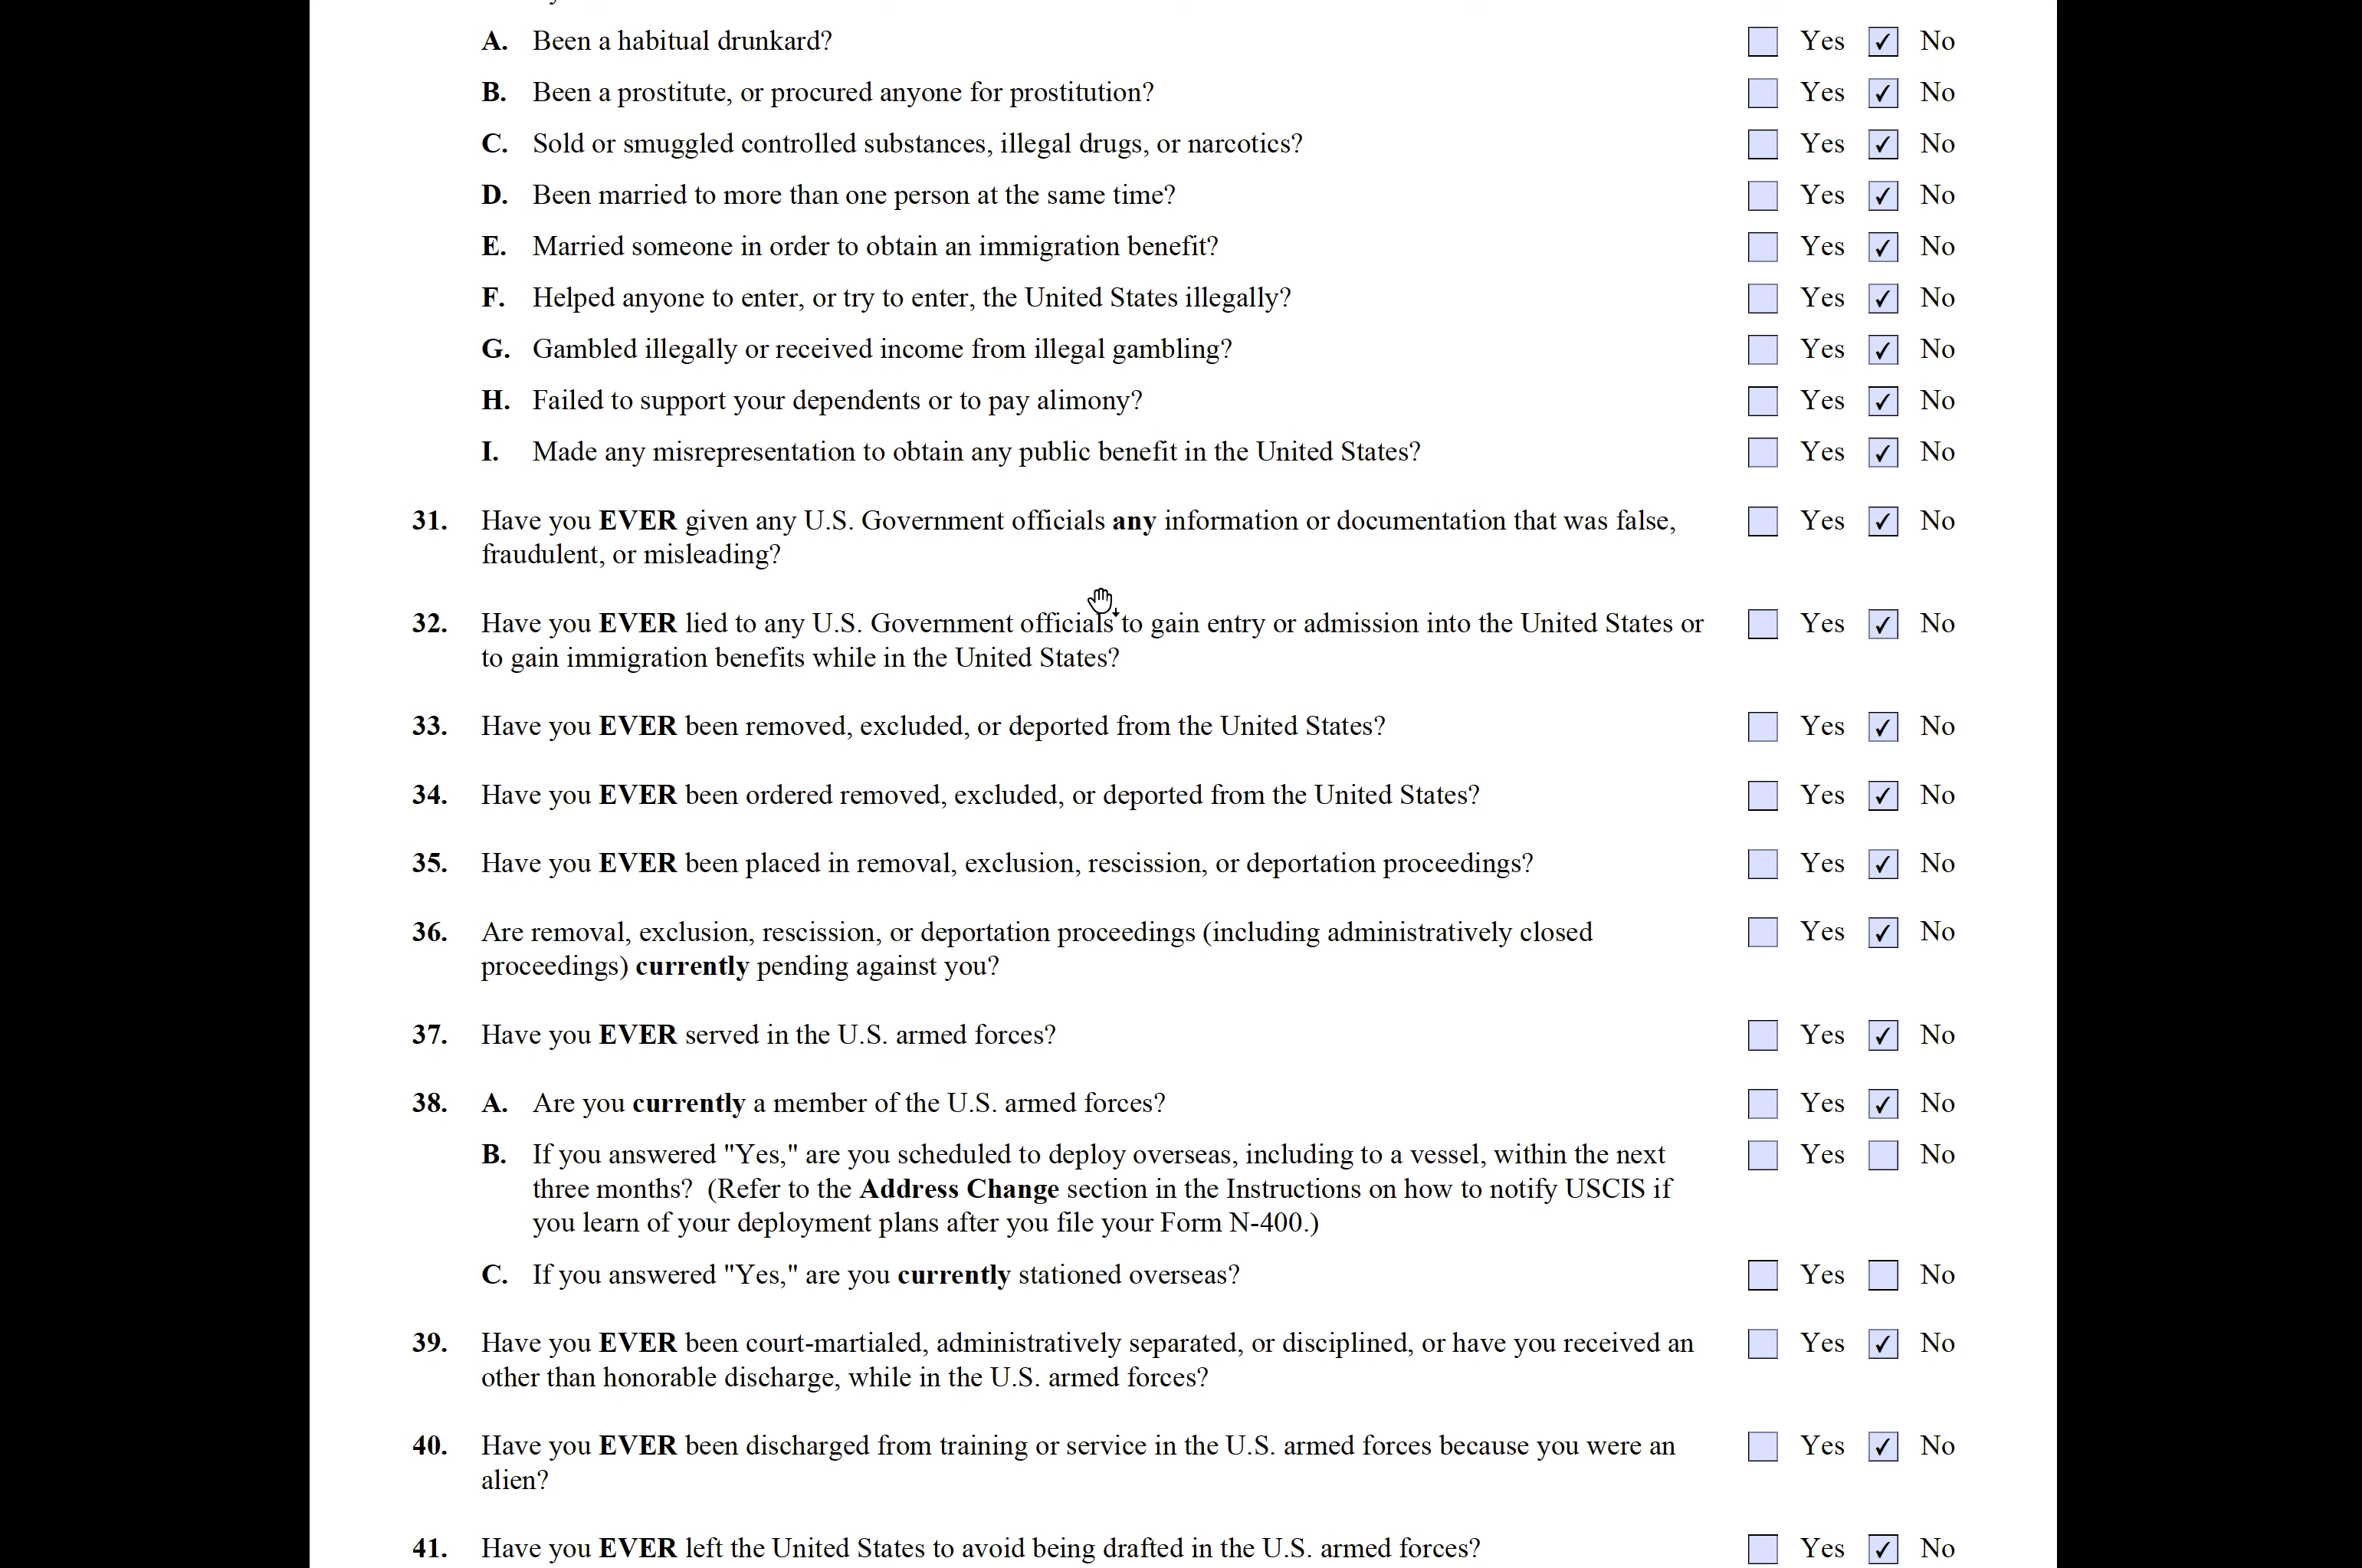 A. Been a habitual drunkard? Yes ✓ No
B. Been a prostitute, or procured anyone for prostitution? Yes ✓ No
C. Sold or smuggled controlled substances, illegal drugs, or narcotics? Yes ✓ No
D. Been married to more than one person at the same time? Yes ✓ No
E. Married someone in order to obtain an immigration benefit? Yes ✓ No
F. Helped anyone to enter, or try to enter, the United States illegally? Yes ✓ No
G. Gambled illegally or received income from illegal gambling? Yes ✓ No
H. Failed to support your dependents or to pay alimony? Yes ✓ No
I. Made any misrepresentation to obtain any public benefit in the United States? Yes ✓ No
31. Have you EVER given any U.S. Government officials any information or documentation that was false, Yes ✓ No
fraudulent, or misleading?
32. Have you EVER lied to any U.S. Government officials to gain entry or admission into the United States or Yes ✓ No
to gain immigration benefits while in the United States?
33. Have you EVER been removed, excluded, or deported from the United States? Yes ✓ No
34. Have you EVER been ordered removed, excluded, or deported from the United States? Yes ✓ No
35. Have you EVER been placed in removal, exclusion, rescission, or deportation proceedings? Yes ✓ No
36. Are removal, exclusion, rescission, or deportation proceedings (including administratively closed Yes ✓ No
proceedings) currently pending against you?
37. Have you EVER served in the U.S. armed forces? Yes ✓ No
38. A. Are you currently a member of the U.S. armed forces? Yes ✓ No
B. If you answered "Yes," are you scheduled to deploy overseas, including to a vessel, within the next Yes No
three months? (Refer to the Address Change section in the Instructions on how to notify USCIS if
you learn of your deployment plans after you file your Form N-400.)
C. If you answered "Yes," are you currently stationed overseas? Yes No
39. Have you EVER been court-martialed, administratively separated, or disciplined, or have you received an Yes ✓ No
other than honorable discharge, while in the U.S. armed forces?
40. Have you EVER been discharged from training or service in the U.S. armed forces because you were an Yes ✓ No
alien?
41. Have you EVER left the United States to avoid being drafted in the U.S. armed forces? Yes ✓ No